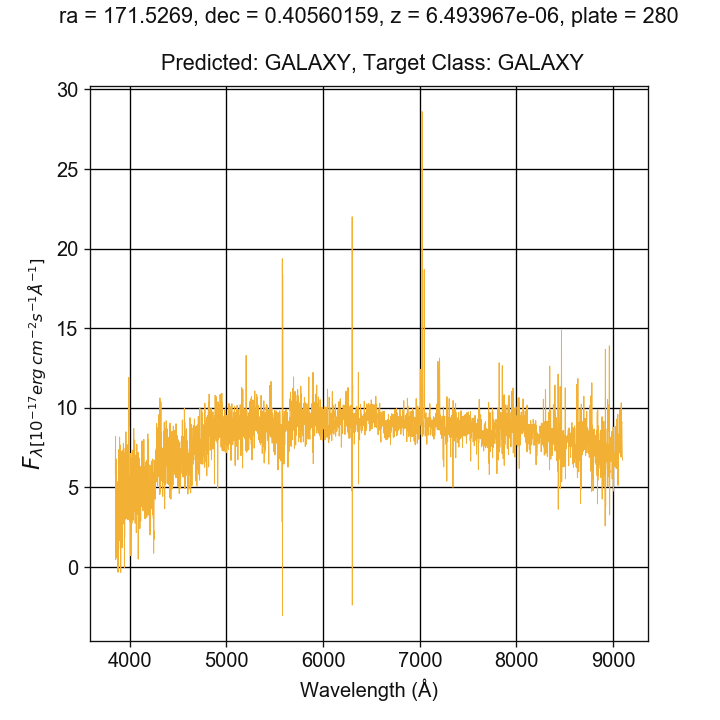 ra = 171.5269, dec = 0.40560159, z = 6.493967e-06, plate = 280
Predicted: GALAXY, Target Class: GALAXY
30
25
20
15
10
5
0
F_λ[10⁻¹⁷ erg cm⁻² s⁻¹ Å⁻¹]
4000 5000 6000 7000 8000 9000
Wavelength (Å)